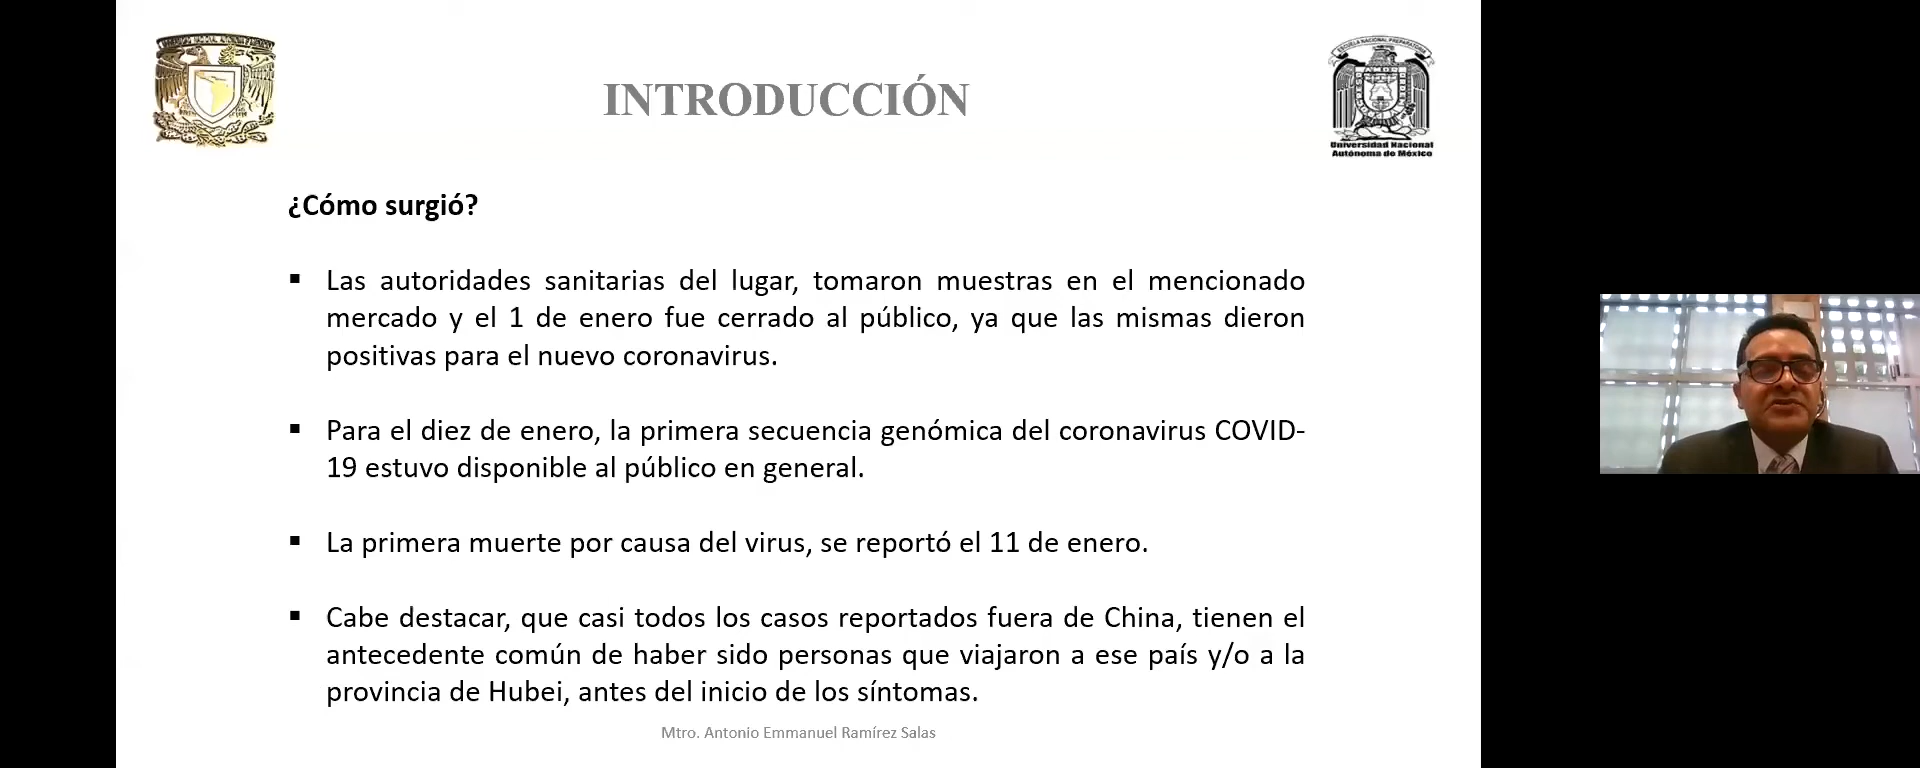 INTRODUCCIÓN
ESCUELA NACIONAL PREPARATORIA
Universidad Nacional
Autónoma de México
¿Cómo surgió?
▪ Las autoridades sanitarias del lugar, tomaron muestras en el mencionado
mercado y el 1 de enero fue cerrado al público, ya que las mismas dieron
positivas para el nuevo coronavirus.
▪ Para el diez de enero, la primera secuencia genómica del coronavirus COVID-
19 estuvo disponible al público en general.
▪ La primera muerte por causa del virus, se reportó el 11 de enero.
▪ Cabe destacar, que casi todos los casos reportados fuera de China, tienen el
antecedente común de haber sido personas que viajaron a ese país y/o a la
provincia de Hubei, antes del inicio de los síntomas.
Mtro. Antonio Emmanuel Ramírez Salas